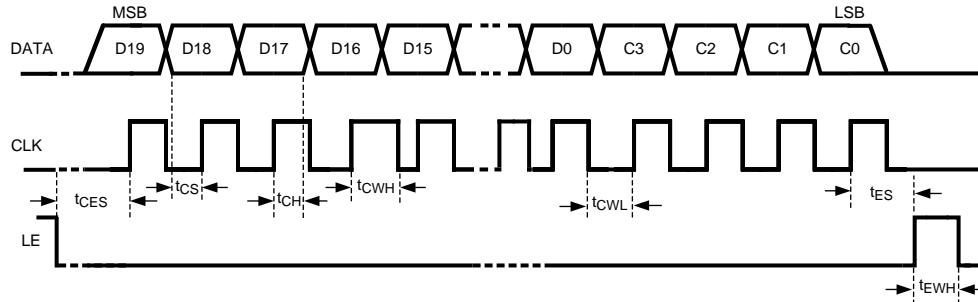 MSB LSB
DATA D19 D18 D17 D16 D15 D0 C3 C2 C1 C0
CLK
tCES tCS tCH tCWH tCWL tES
LE
tEWH